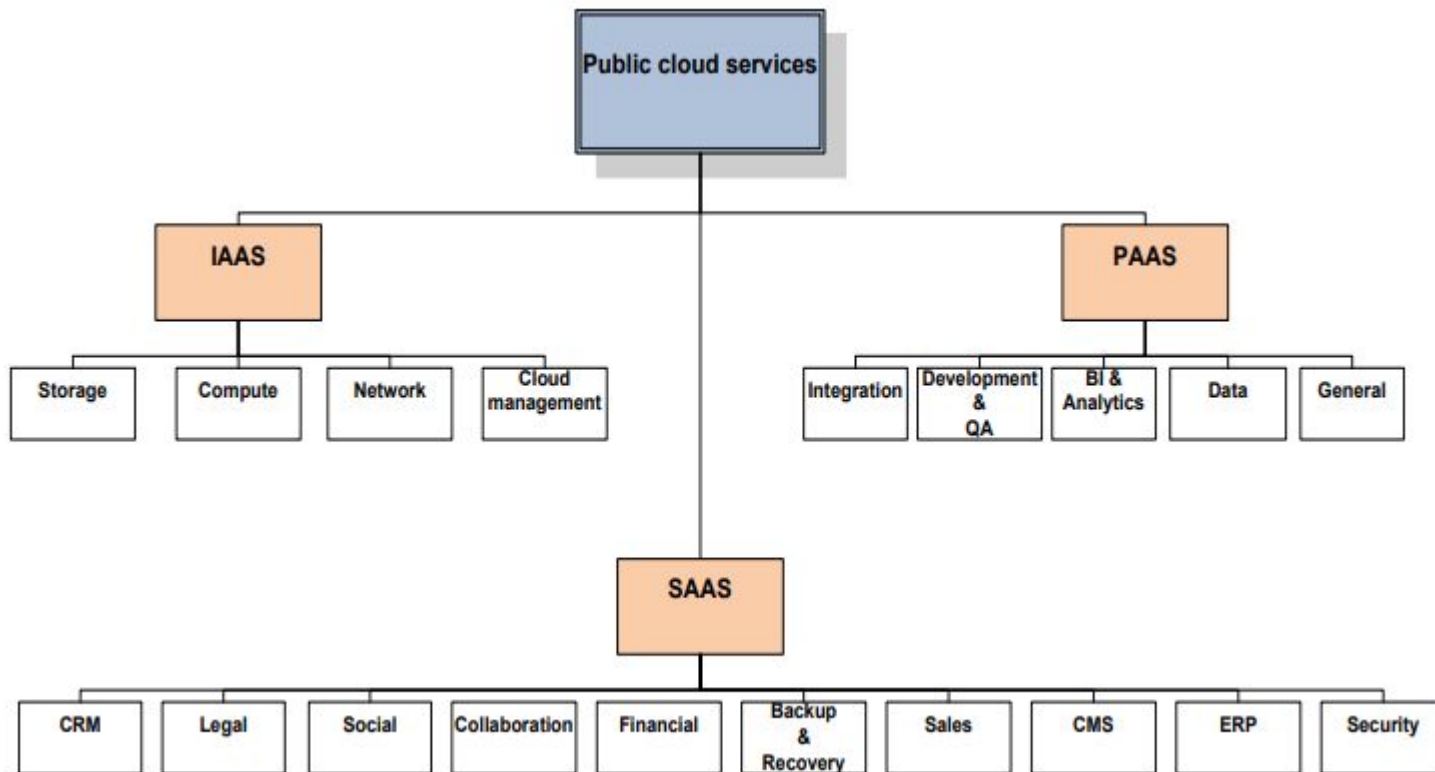 Public cloud services
IAAS
PAAS
Storage
Compute
Network
Cloud
management
Integration
Development
&
QA
BI &
Analytics
Data
General
SAAS
CRM
Legal
Social
Collaboration
Financial
Backup
&
Recovery
Sales
CMS
ERP
Security